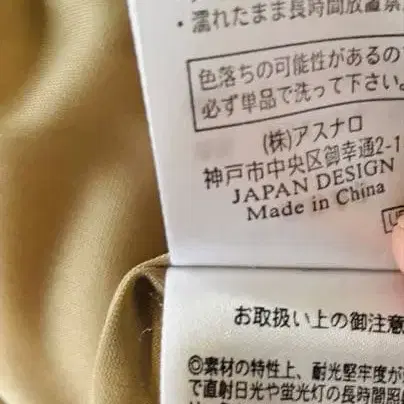 ・濡れたまま長時間放置禁
色落ちの可能性があるので
必ず単品で洗って下さい。
(株)アスナロ
神戸市中央区御幸通2-1
JAPAN DESIGN
Made in China
お取扱い上の御注意
◎素材の特性上、耐光堅牢度が
で直射日光や蛍光灯の長時間照